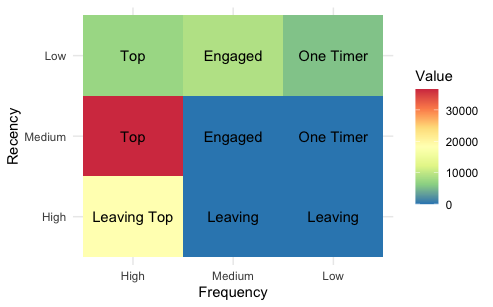 Low
Top
Engaged
One Timer
Medium
Top
Engaged
One Timer
High
Leaving Top
Leaving
Leaving
High
Medium
Low
Frequency
Recency
Value
30000
20000
10000
0